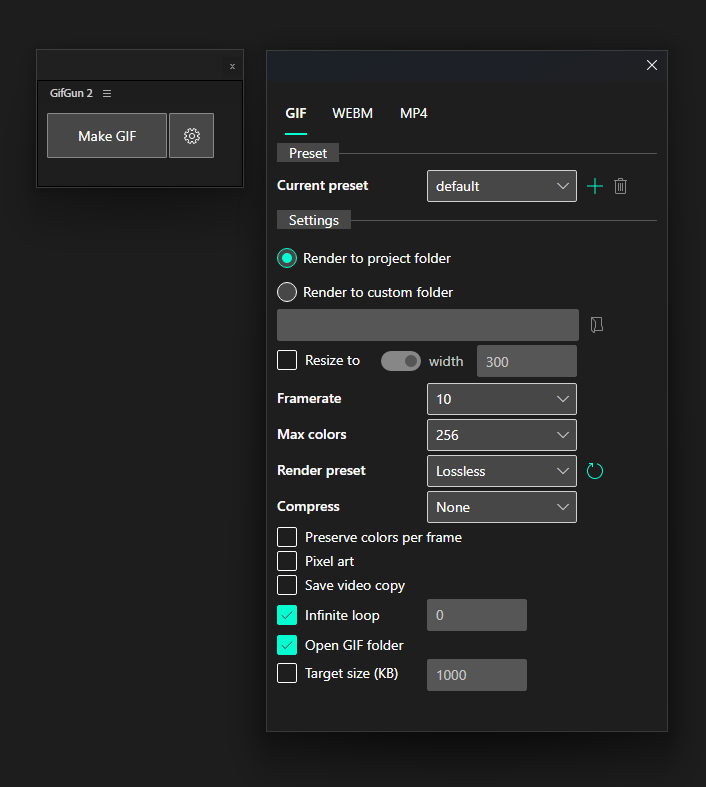 GifGun 2
Make GIF
GIF WEBM MP4
Preset
Current preset default
Settings
Render to project folder
Render to custom folder
Resize to width 300
Framerate 10
Max colors 256
Render preset Lossless
Compress None
Preserve colors per frame
Pixel art
Save video copy
Infinite loop 0
Open GIF folder
Target size (KB) 1000